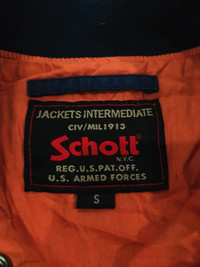 JACKETS INTERMEDIATE
CIV/MIL1913
Schott
N.Y.C.
REG.U.S.PAT.OFF.
U.S. ARMED FORCES
S